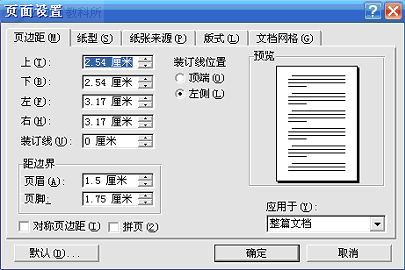 页面设置
页边距(M) 纸型(S) 纸张来源(P) 版式(L) 文档网格(G)
上(T): 2.54 厘米 装订线位置 预览
下(B): 2.54 厘米 顶端(O)
左(F): 3.17 厘米 左侧(L)
右(H): 3.17 厘米
装订线(U): 0 厘米
距边界
页眉(A): 1.5 厘米
页脚: 1.75 厘米 应用于(Y):
对称页边距(I) 拼页(2) 整篇文档
默认(D)... 确定 取消